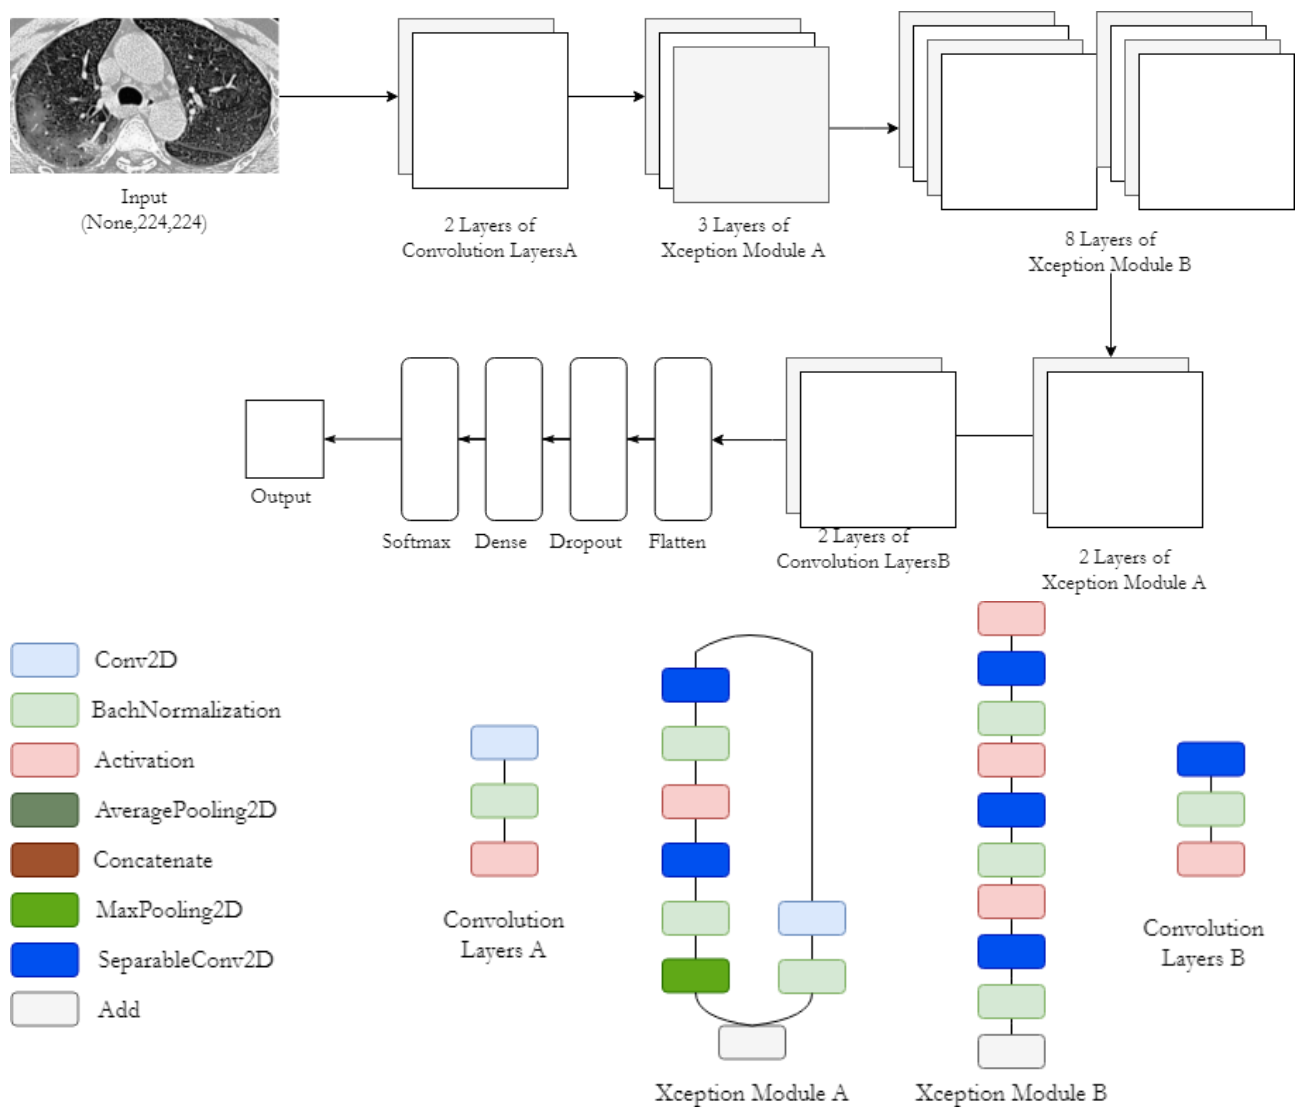 Input
(None,224,224)
2 Layers of
Convolution LayersA
3 Layers of
Xception Module A
8 Layers of
Xception Module B
Output
Softmax
Dense
Dropout
Flatten
2 Layers of
Convolution LayersB
2 Layers of
Xception Module A
Conv2D
BachNormalization
Activation
AveragePooling2D
Concatenate
MaxPooling2D
SeparableConv2D
Add
Convolution
Layers A
Xception Module A
Xception Module B
Convolution
Layers B